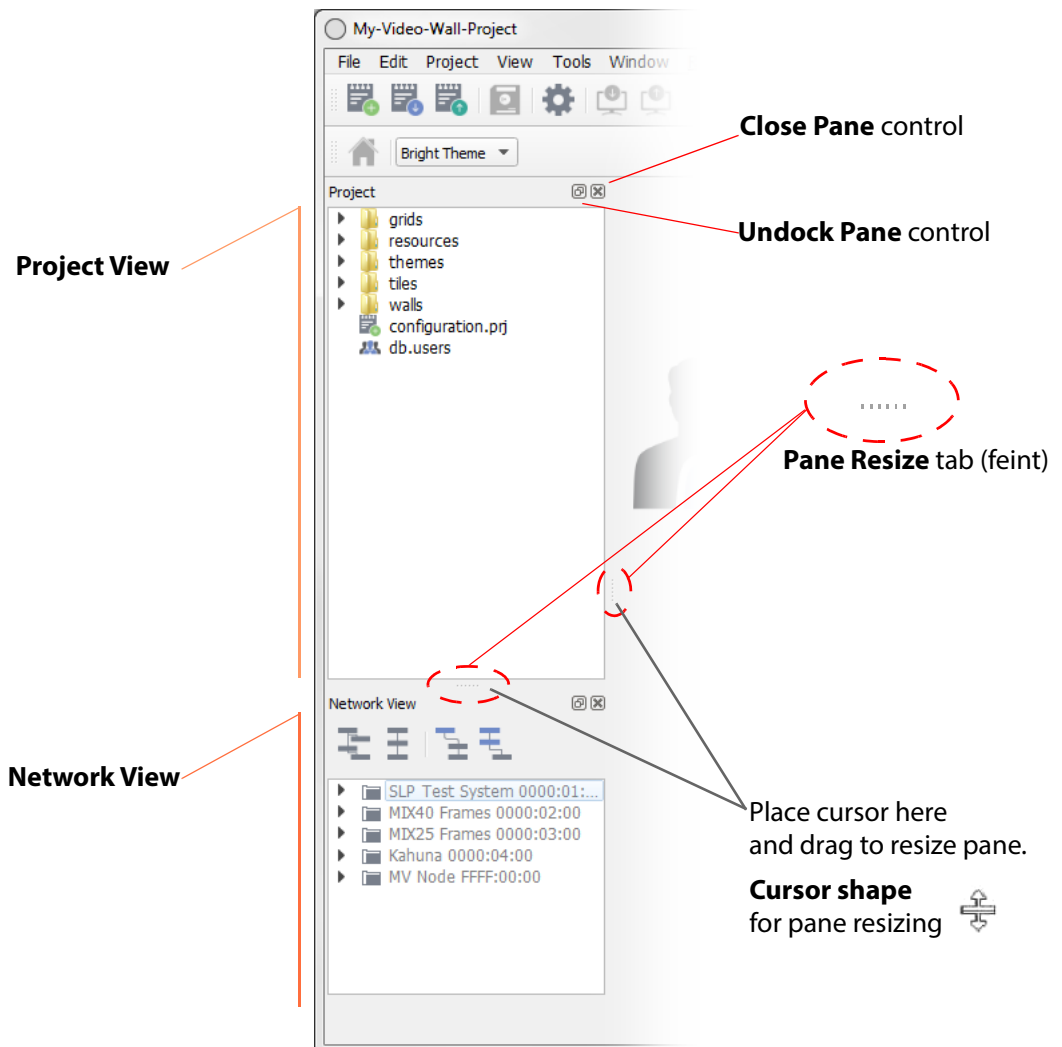 My-Video-Wall-Project
File Edit Project View Tools Window
Bright Theme
Close Pane control
Project
Undock Pane control
grids
resources
themes
tiles
walls
configuration.prj
db.users
Project View
Pane Resize tab (feint)
Network View
Network View
SLP Test System 0000:01:...
MIX40 Frames 0000:02:00
MIX25 Frames 0000:03:00
Kahuna 0000:04:00
MV Node FFFF:00:00
Place cursor here
and drag to resize pane.
Cursor shape
for pane resizing